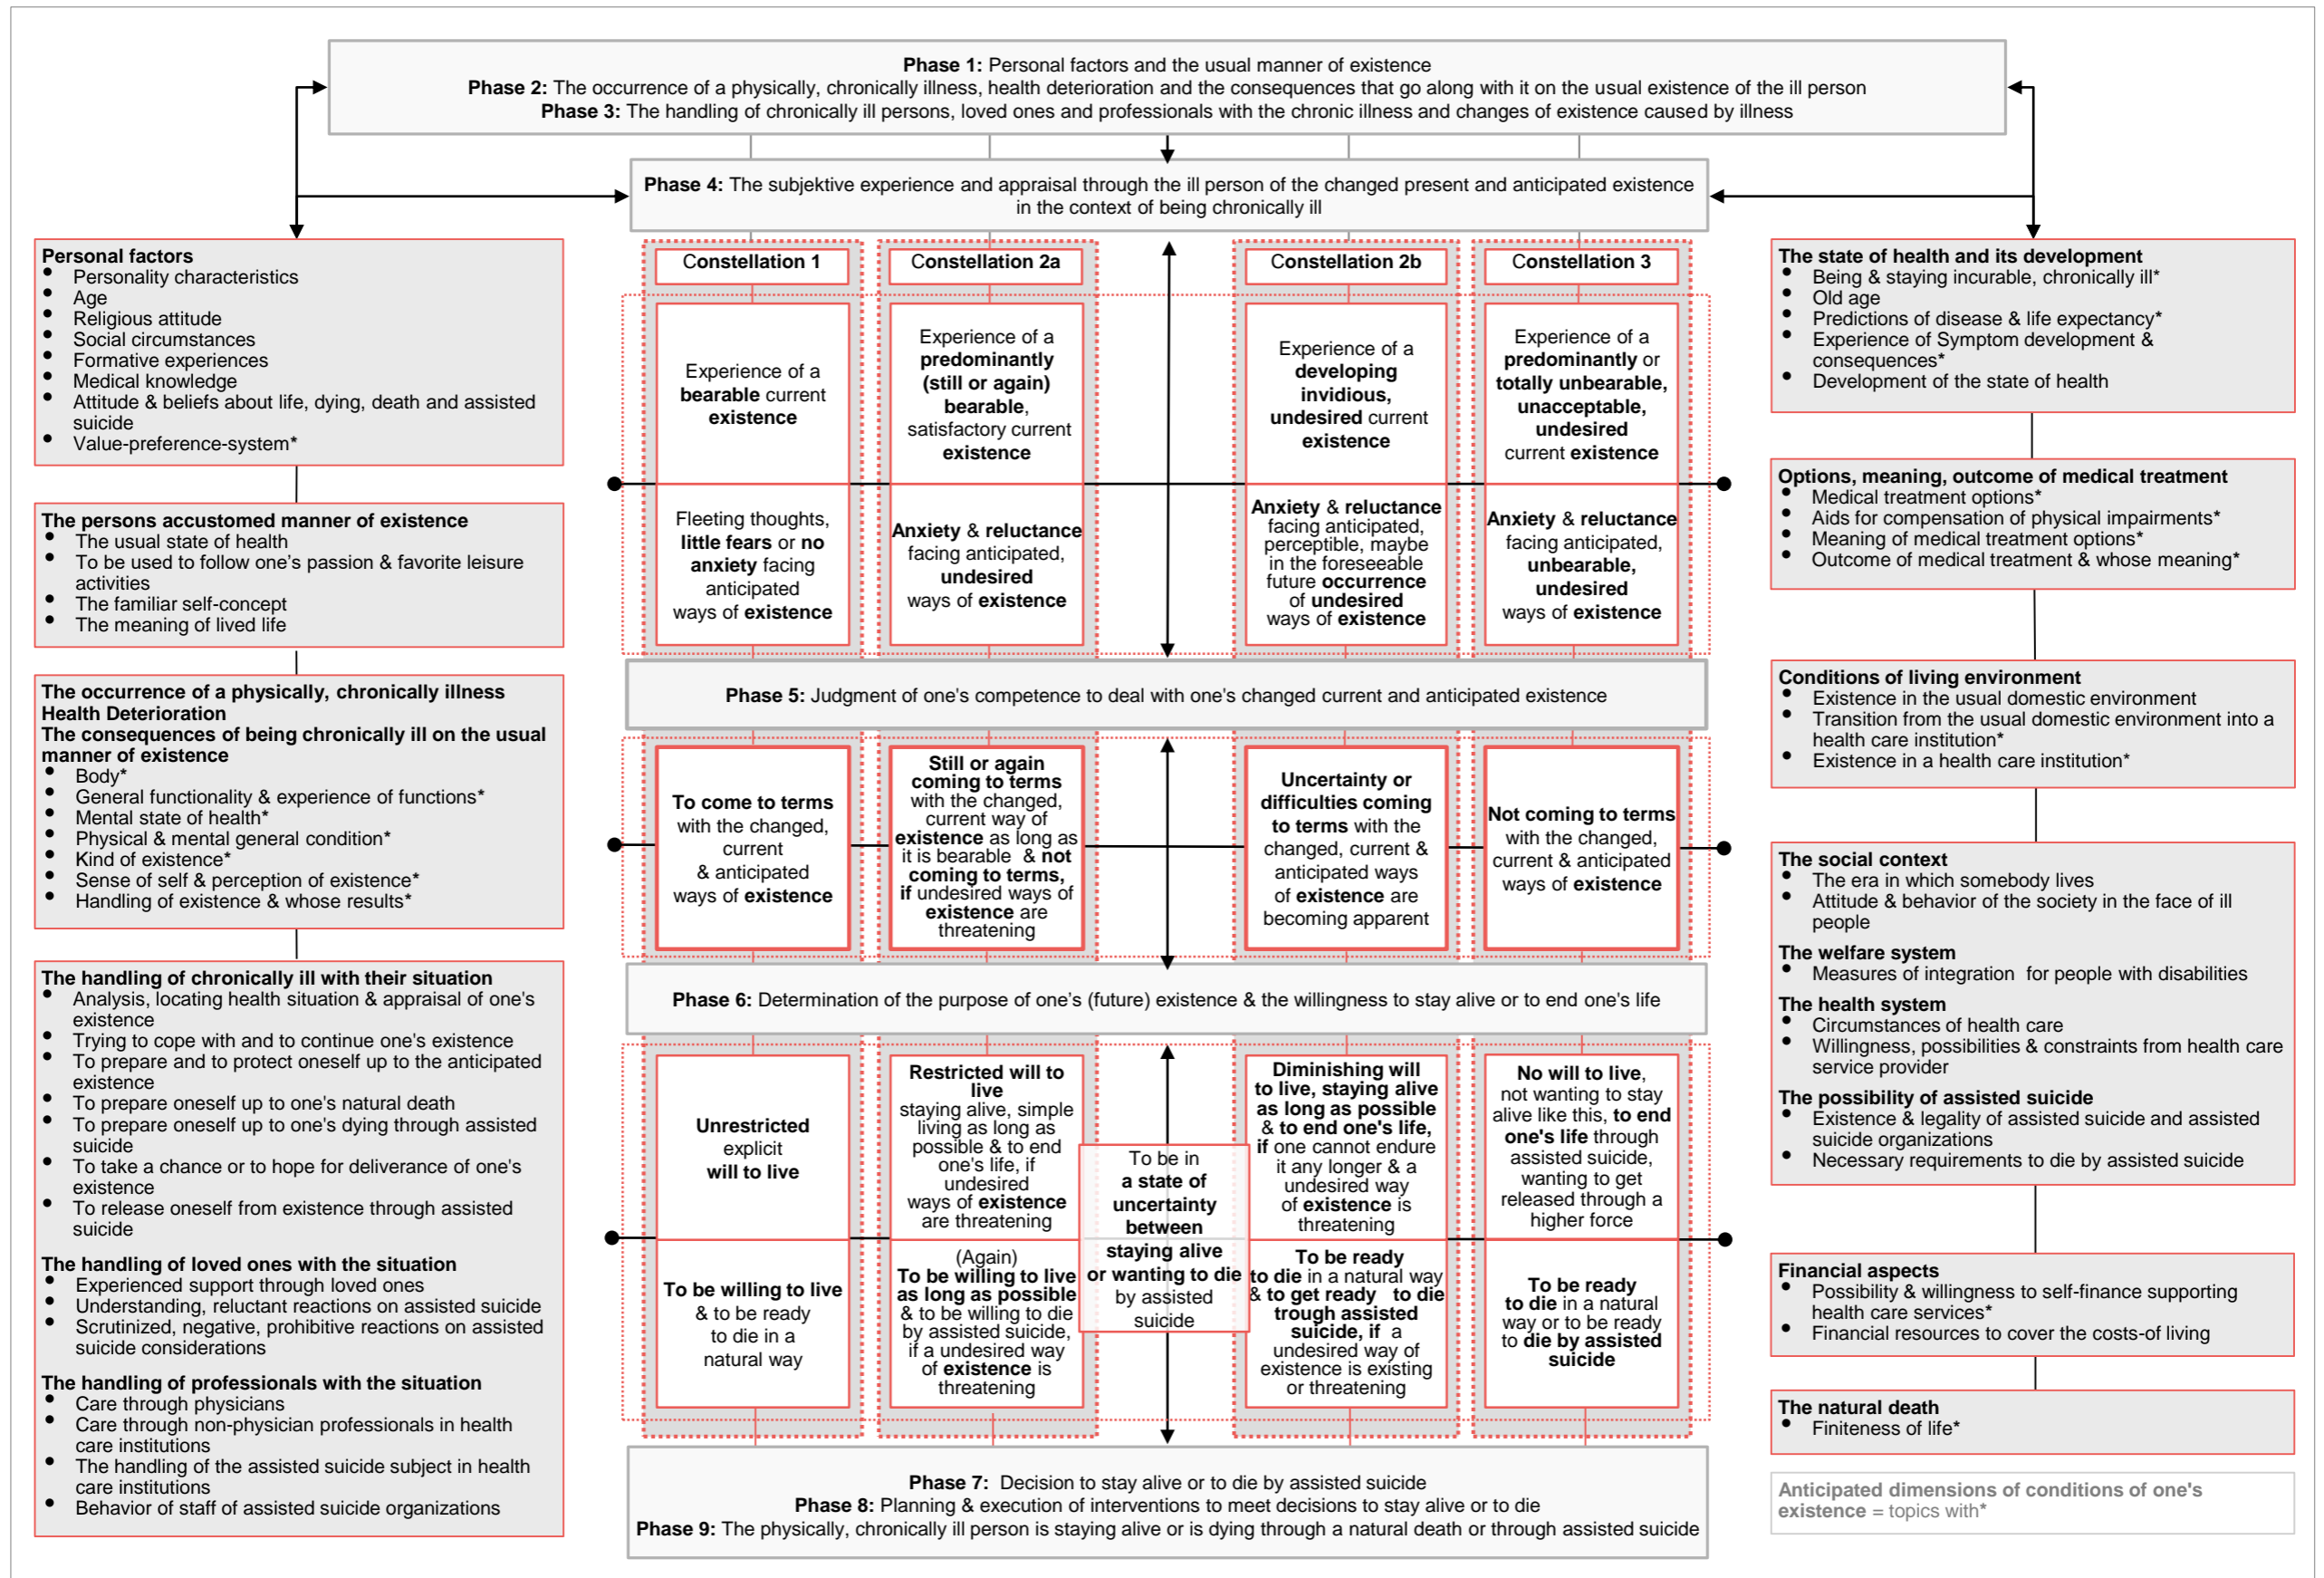 Phase 1: Personal factors and the usual manner of existence
Phase 2: The occurrence of a physically, chronically illness, health deterioration and the consequences that go along with it on the usual existence of the ill person
Phase 3: The handling of chronically ill persons, loved ones and professionals with the chronic illness and changes of existence caused by illness
Phase 4: The subjektive experience and appraisal through the ill person of the changed present and anticipated existence
in the context of being chronically ill
Personal factors
• Personality characteristics
• Age
• Religious attitude
• Social circumstances
• Formative experiences
• Medical knowledge
• Attitude & beliefs about life, dying, death and assisted
suicide
• Value-preference-system*
The persons accustomed manner of existence
• The usual state of health
• To be used to follow one's passion & favorite leisure
activities
• The familiar self-concept
• The meaning of lived life
The occurrence of a physically, chronically illness
Health Deterioration
The consequences of being chronically ill on the usual
manner of existence
• Body*
• General functionality & experience of functions*
• Mental state of health*
• Physical & mental general condition*
• Kind of existence*
• Sense of self & perception of existence*
• Handling of existence & whose results*
The handling of chronically ill with their situation
• Analysis, locating health situation & appraisal of one's
existence
• Trying to cope with and to continue one's existence
• To prepare and to protect oneself up to the anticipated
existence
• To prepare oneself up to one's natural death
• To prepare oneself up to one's dying through assisted
suicide
• To take a chance or to hope for deliverance of one's
existence
• To release oneself from existence through assisted
suicide
The handling of loved ones with the situation
• Experienced support through loved ones
• Understanding, reluctant reactions on assisted suicide
• Scrutinized, negative, prohibitive reactions on assisted
suicide considerations
The handling of professionals with the situation
• Care through physicians
• Care through non-physician professionals in health
care institutions
• The handling of the assisted suicide subject in health
care institutions
• Behavior of staff of assisted suicide organizations
Constellation 1
Constellation 2a
Constellation 2b
Constellation 3
Experience of a
bearable current
existence
Experience of a
predominantly
(still or again)
bearable,
satisfactory current
existence
Experience of a
developing
invidious,
undesired current
existence
Experience of a
predominantly or
totally unbearable,
unacceptable,
undesired
current existence
Fleeting thoughts,
little fears or no
anxiety facing
anticipated
ways of existence
Anxiety & reluctance
facing anticipated,
undesired
ways of existence
Anxiety & reluctance
facing anticipated,
perceptible, maybe
in the foreseeable
future occurrence
of undesired
ways of existence
Anxiety & reluctance
facing anticipated,
unbearable,
undesired
ways of existence
Phase 5: Judgment of one's competence to deal with one's changed current and anticipated existence
To come to terms
with the changed,
current
& anticipated
ways of existence
Still or again
coming to terms
with the changed,
current way of
existence as long as
it is bearable & not
coming to terms,
if undesired ways of
existence are
threatening
Uncertainty or
difficulties coming
to terms with the
changed, current &
anticipated ways
of existence are
becoming apparent
Not coming to terms
with the changed,
current & anticipated
ways of existence
Phase 6: Determination of the purpose of one's (future) existence & the willingness to stay alive or to end one's life
Unrestricted
explicit
will to live
Restricted will to
live
staying alive, simple
living as long as
possible & to end
one's life, if
undesired
ways of existence
are threatening
Diminishing will
to live, staying alive
as long as possible
& to end one's life,
if one cannot endure
it any longer & a
undesired way
of existence is
threatening
No will to live,
not wanting to stay
alive like this, to end
one's life through
assisted suicide,
wanting to get
released through a
higher force
To be in
a state of
uncertainty
between
staying alive
or wanting to die
by assisted
suicide
To be willing to live
& to be ready
to die in a
natural way
(Again)
To be willing to live
as long as possible
& to be willing to die
by assisted suicide,
if a undesired way
of existence is
threatening
To be ready
to die in a natural way
& to get ready to die
trough assisted
suicide, if a
undesired way of
existence is existing
or threatening
To be ready
to die in a natural
way or to be ready
to die by assisted
suicide
Phase 7: Decision to stay alive or to die by assisted suicide
Phase 8: Planning & execution of interventions to meet decisions to stay alive or to die
Phase 9: The physically, chronically ill person is staying alive or is dying through a natural death or through assisted suicide
The state of health and its development
• Being & staying incurable, chronically ill*
• Old age
• Predictions of disease & life expectancy*
• Experience of Symptom development &
consequences*
• Development of the state of health
Options, meaning, outcome of medical treatment
• Medical treatment options*
• Aids for compensation of physical impairments*
• Meaning of medical treatment options*
• Outcome of medical treatment & whose meaning*
Conditions of living environment
• Existence in the usual domestic environment
• Transition from the usual domestic environment into a
health care institution*
• Existence in a health care institution*
The social context
• The era in which somebody lives
• Attitude & behavior of the society in the face of ill
people
The welfare system
• Measures of integration for people with disabilities
The health system
• Circumstances of health care
• Willingness, possibilities & constraints from health care
service provider
The possibility of assisted suicide
• Existence & legality of assisted suicide and assisted
suicide organizations
• Necessary requirements to die by assisted suicide
Financial aspects
• Possibility & willingness to self-finance supporting
health care services*
• Financial resources to cover the costs-of living
The natural death
• Finiteness of life*
Anticipated dimensions of conditions of one's
existence = topics with*